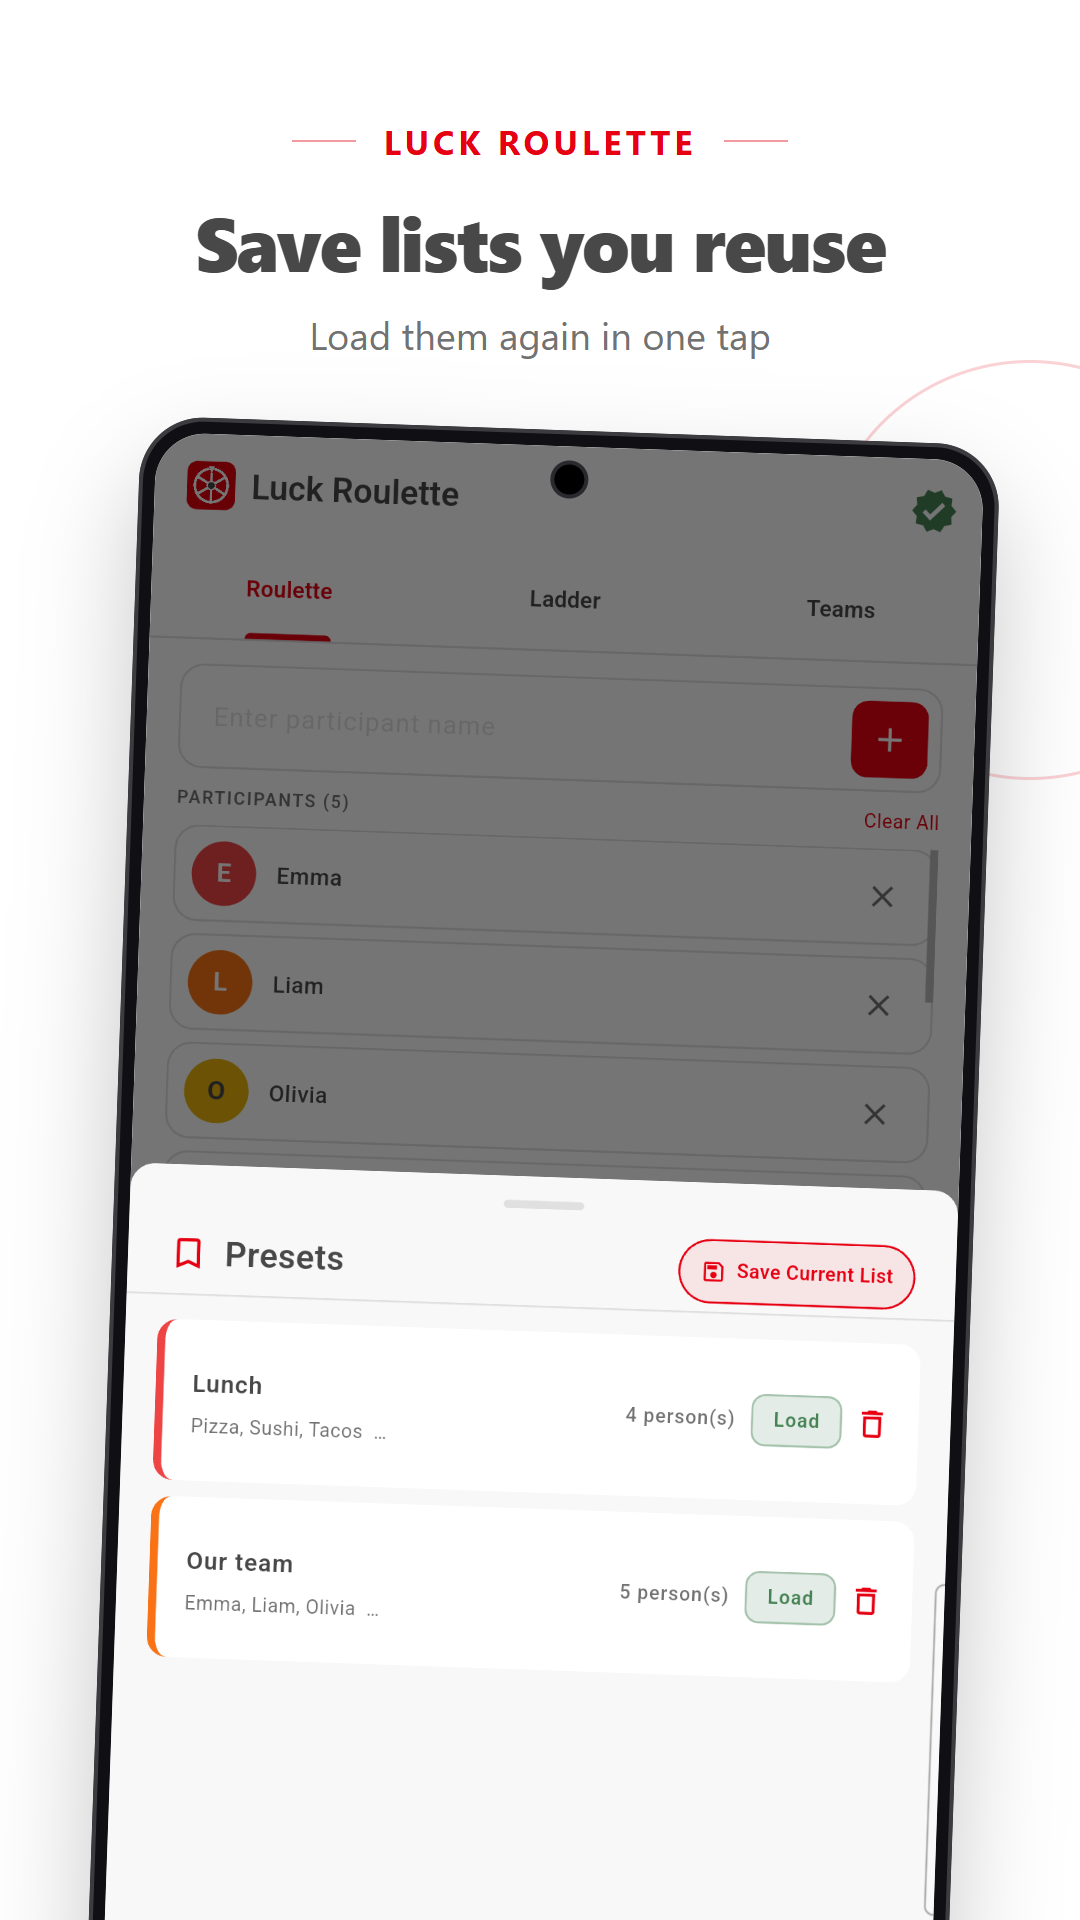 LUCK ROULETTE
Save lists you reuse
Load them again in one tap
Luck Roulette
Roulette
Ladder
Teams
Enter participant name
PARTICIPANTS (5)
Clear All
E
Emma
L
Liam
O
Olivia
Presets
Save Current List
Lunch
Pizza, Sushi, Tacos ...
4 person(s)
Load
Our team
Emma, Liam, Olivia ...
5 person(s)
Load